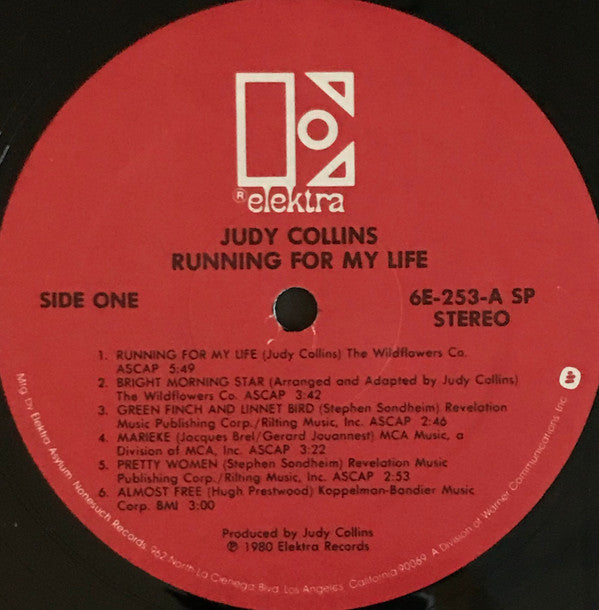 ® elektra
JUDY COLLINS
RUNNING FOR MY LIFE
SIDE ONE
6E-253-A SP
STEREO
1. RUNNING FOR MY LIFE (Judy Collins) The Wildflowers Co.
ASCAP 5:49
2. BRIGHT MORNING STAR (Arranged and Adapted by Judy Collins)
The Wildflowers Co. ASCAP 3:42
3. GREEN FINCH AND LINNET BIRD (Stephen Sondheim) Revelation
Music Publishing Corp./Rilting Music, Inc. ASCAP 2:46
4. MARIEKE (Jacques Brel/Gerard Jouannest) MCA Music, a
Division of MCA, Inc. ASCAP 3:22
5. PRETTY WOMEN (Stephen Sondheim) Revelation Music
Publishing Corp./Rilting Music, Inc. ASCAP 2:53
6. ALMOST FREE (Hugh Prestwood) Koppelman-Bandier Music
Corp. BMI 3:00
Produced by Judy Collins
℗ 1980 Elektra Records
Mfg. by Elektra/Asylum/Nonesuch Records, 962 North La Cienega Blvd., Los Angeles, California 90069. A Division of Warner Communications, Inc.